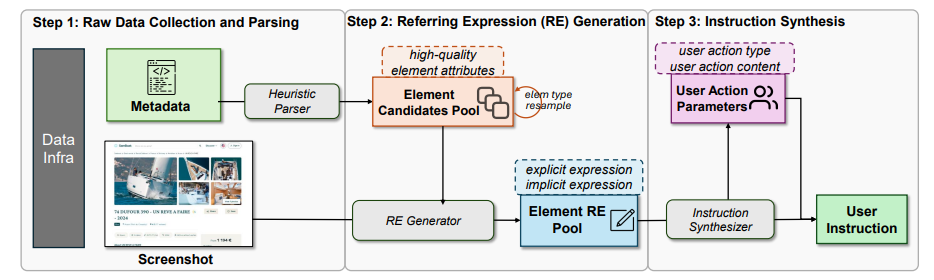 Step 1: Raw Data Collection and Parsing
Data
Infra
</>
Metadata
Heuristic
Parser
74 DUFOUR 390 - UN REVE A FAIRE
- 2024
1 194 €
Screenshot
Step 2: Referring Expression (RE) Generation
high-quality
element attributes
Element
Candidates Pool
elem type
resample
RE Generator
explicit expression
implicit expression
Element RE
Pool
Step 3: Instruction Synthesis
user action type
user action content
User Action
Parameters
Instruction
Synthesizer
User
Instruction